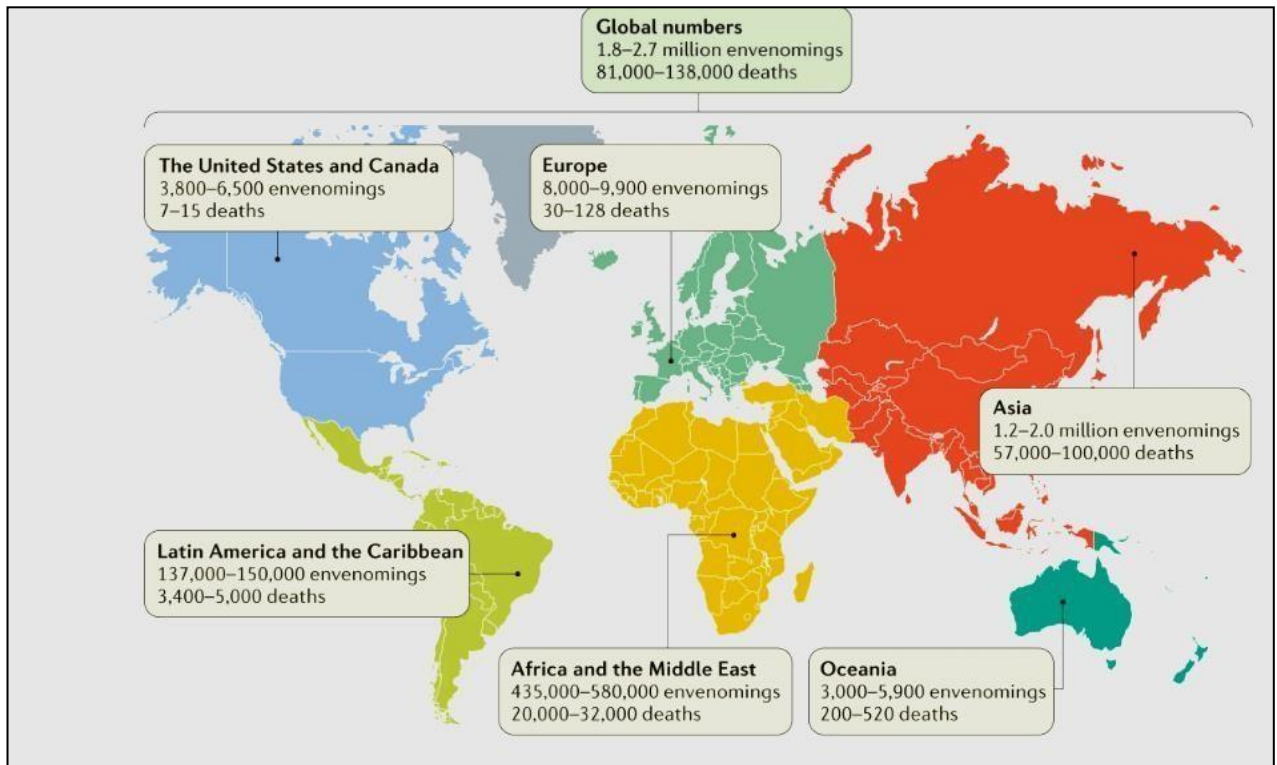 Global numbers
1.8–2.7 million envenomings
81,000–138,000 deaths
The United States and Canada
3,800–6,500 envenomings
7–15 deaths
Europe
8,000–9,900 envenomings
30–128 deaths
Asia
1.2–2.0 million envenomings
57,000–100,000 deaths
Latin America and the Caribbean
137,000–150,000 envenomings
3,400–5,000 deaths
Africa and the Middle East
435,000–580,000 envenomings
20,000–32,000 deaths
Oceania
3,000–5,900 envenomings
200–520 deaths